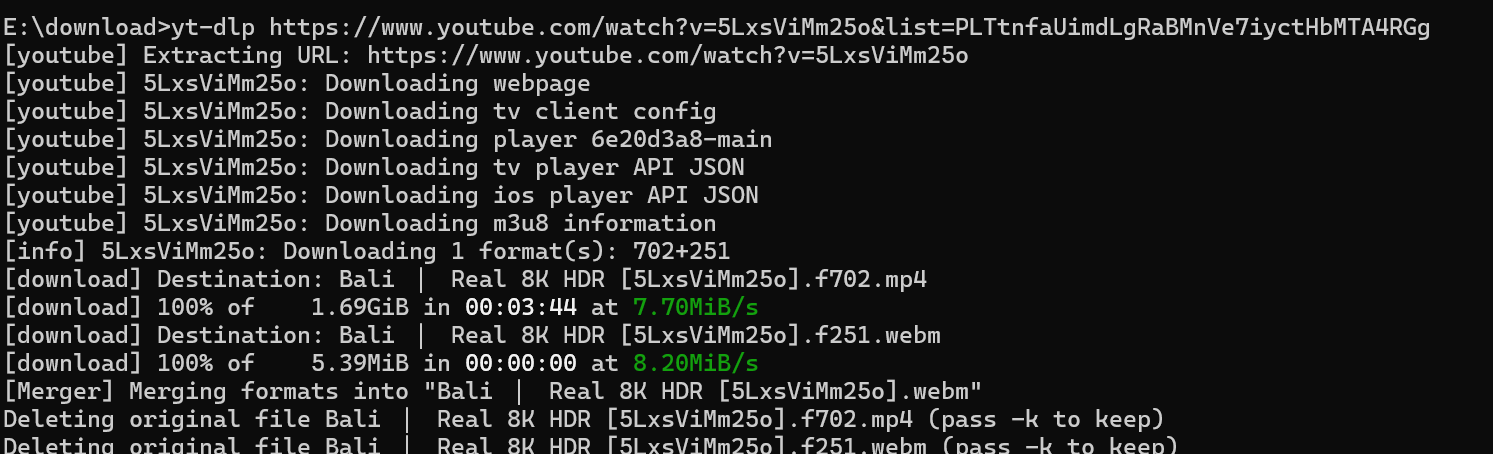 E:\download>yt-dlp https://www.youtube.com/watch?v=5LxsViMm25o&list=PLTtnfaUimdLgRaBMnVe7iyctHbMTA4RGg
[youtube] Extracting URL: https://www.youtube.com/watch?v=5LxsViMm25o
[youtube] 5LxsViMm25o: Downloading webpage
[youtube] 5LxsViMm25o: Downloading tv client config
[youtube] 5LxsViMm25o: Downloading player 6e20d3a8-main
[youtube] 5LxsViMm25o: Downloading tv player API JSON
[youtube] 5LxsViMm25o: Downloading ios player API JSON
[youtube] 5LxsViMm25o: Downloading m3u8 information
[info] 5LxsViMm25o: Downloading 1 format(s): 702+251
[download] Destination: Bali ｜ Real 8K HDR [5LxsViMm25o].f702.mp4
[download] 100% of    1.69GiB in 00:03:44 at 7.70MiB/s
[download] Destination: Bali ｜ Real 8K HDR [5LxsViMm25o].f251.webm
[download] 100% of    5.39MiB in 00:00:00 at 8.20MiB/s
[Merger] Merging formats into "Bali ｜ Real 8K HDR [5LxsViMm25o].webm"
Deleting original file Bali ｜ Real 8K HDR [5LxsViMm25o].f702.mp4 (pass -k to keep)
Deleting original file Bali ｜ Real 8K HDR [5LxsViMm25o].f251.webm (pass -k to keep)